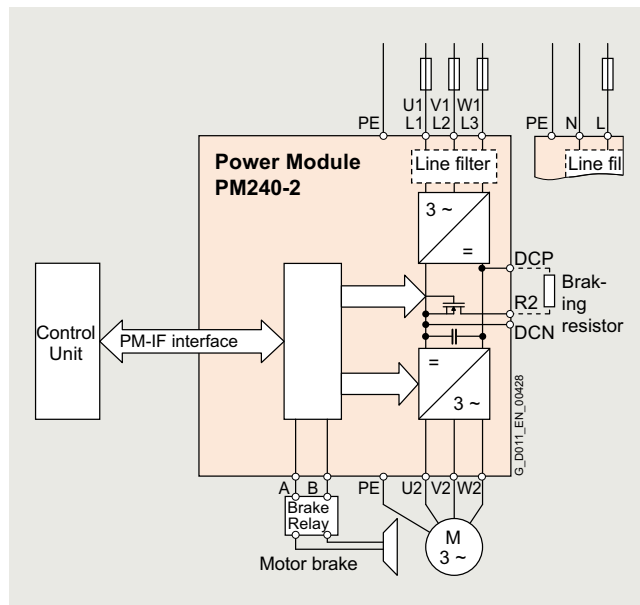 U1 V1 W1
PE L1 L2 L3
PE N L
Power Module
PM240-2
Line filter
Line fil
3 ~
=
DCP
R2
DCN
Brak-
ing
resistor
Control
Unit
PM-IF interface
=
3 ~
G_D011_EN_00428
A B PE U2 V2 W2
Brake
Relay
Motor brake
M
3 ~